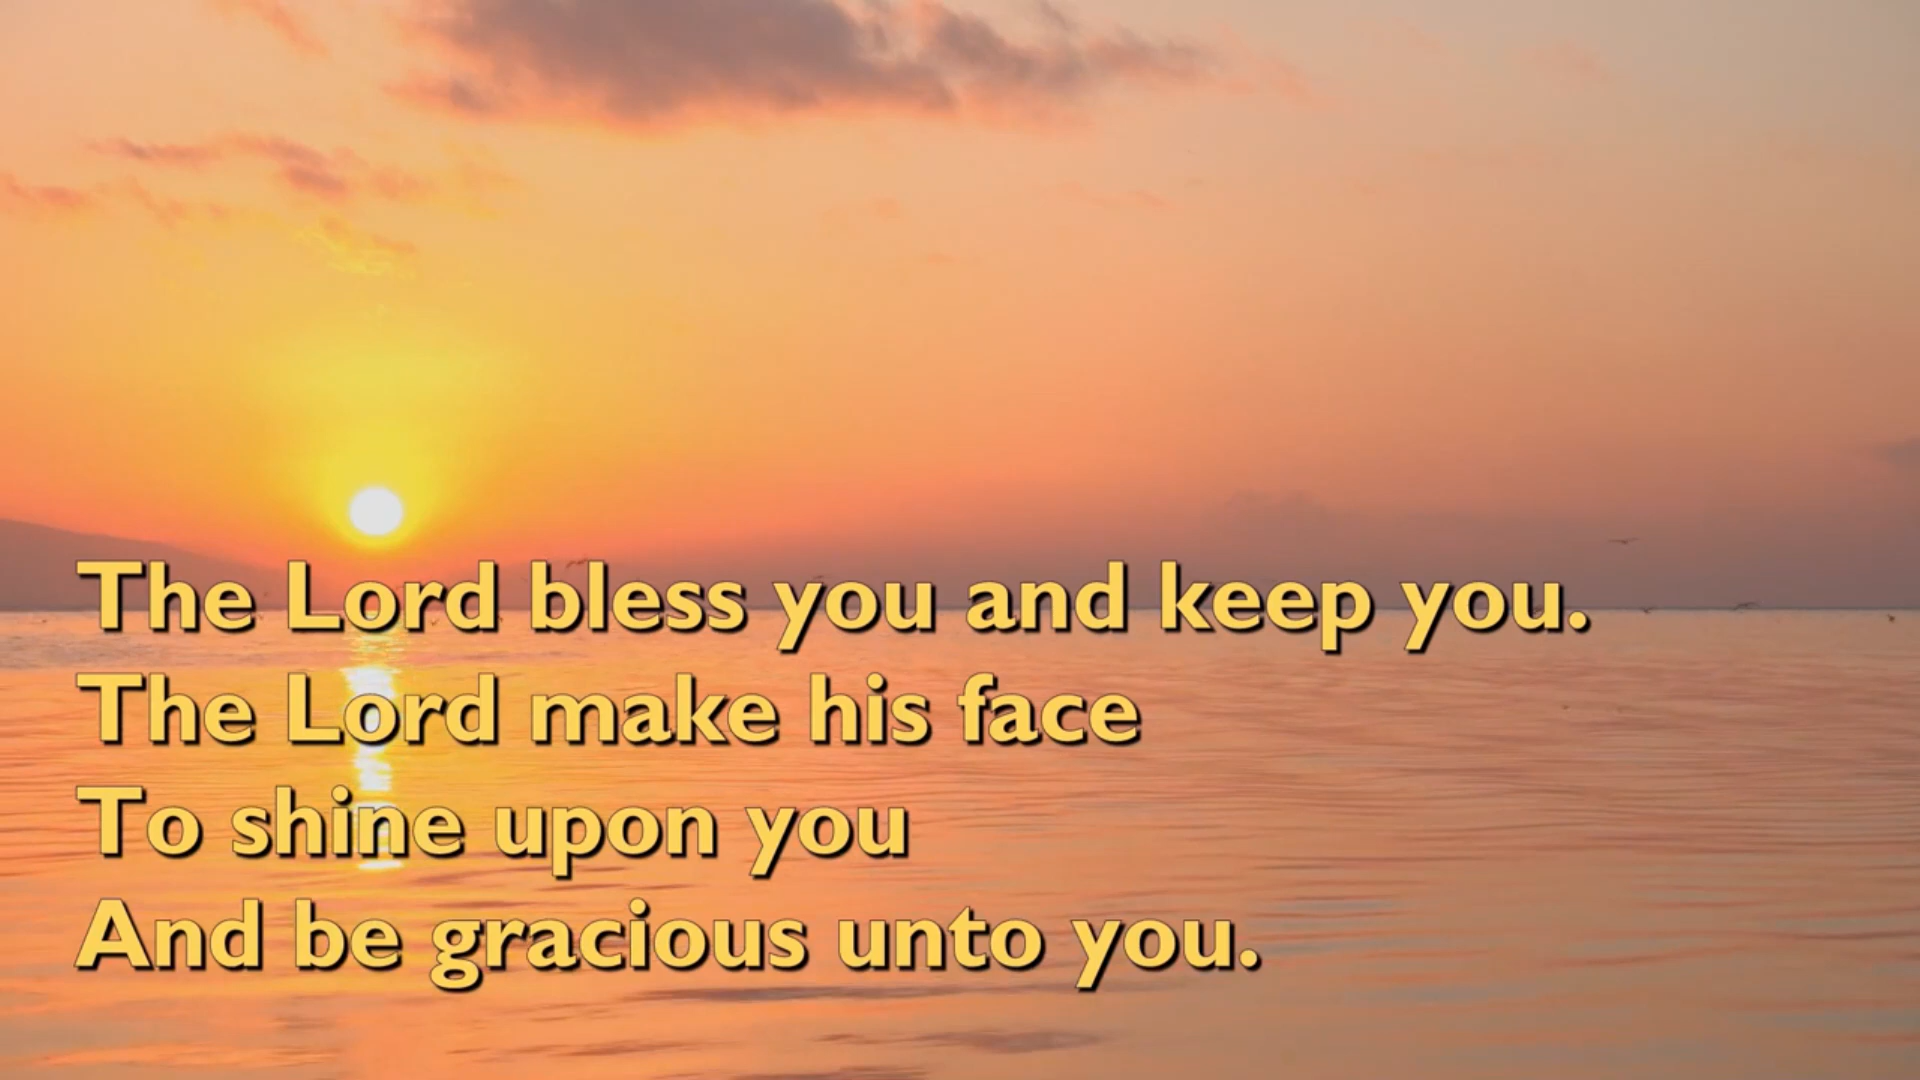 The Lord bless you and keep you.
The Lord make his face
To shine upon you
And be gracious unto you.